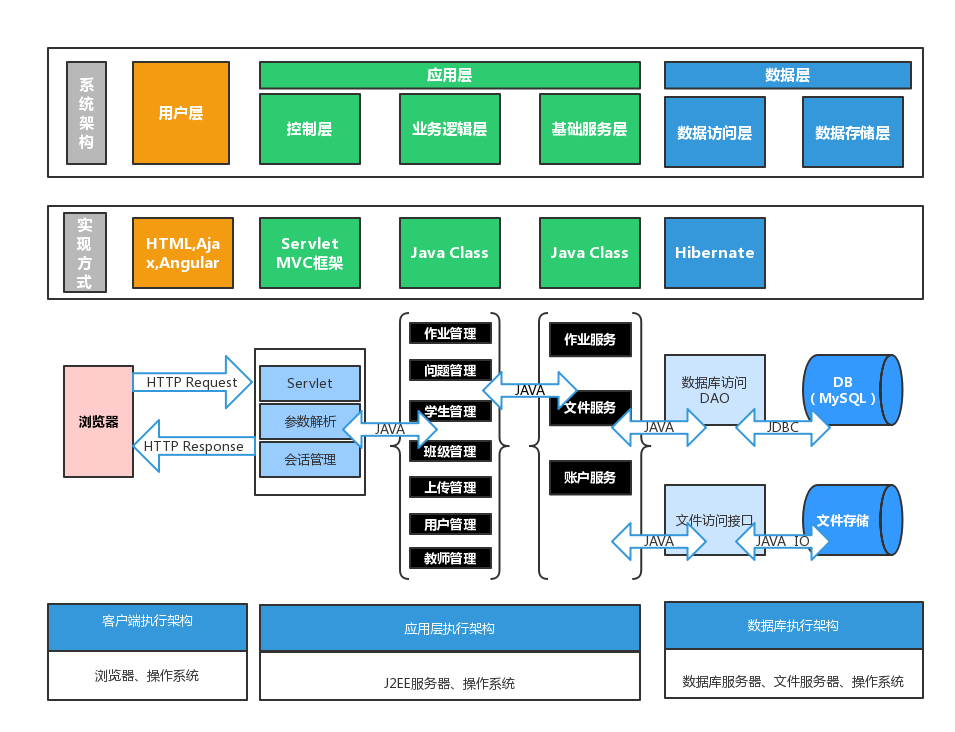 系
统
架
构
用户层
应用层
控制层
业务逻辑层
基础服务层
数据层
数据访问层
数据存储层
实
现
方
式
HTML,Aja
x,Angular
Servlet
MVC框架
Java Class
Java Class
Hibernate
浏览器
HTTP Request
HTTP Response
Servlet
参数解析
会话管理
JAVA
作业管理
问题管理
学生管理
班级管理
上传管理
用户管理
教师管理
JAVA
作业服务
文件服务
账户服务
JAVA
JAVA
数据库访问
DAO
文件访问接口
JDBC
JAVA IO
DB
（MySQL）
文件存储
客户端执行架构
浏览器、操作系统
应用层执行架构
J2EE服务器、操作系统
数据库执行架构
数据库服务器、文件服务器、操作系统